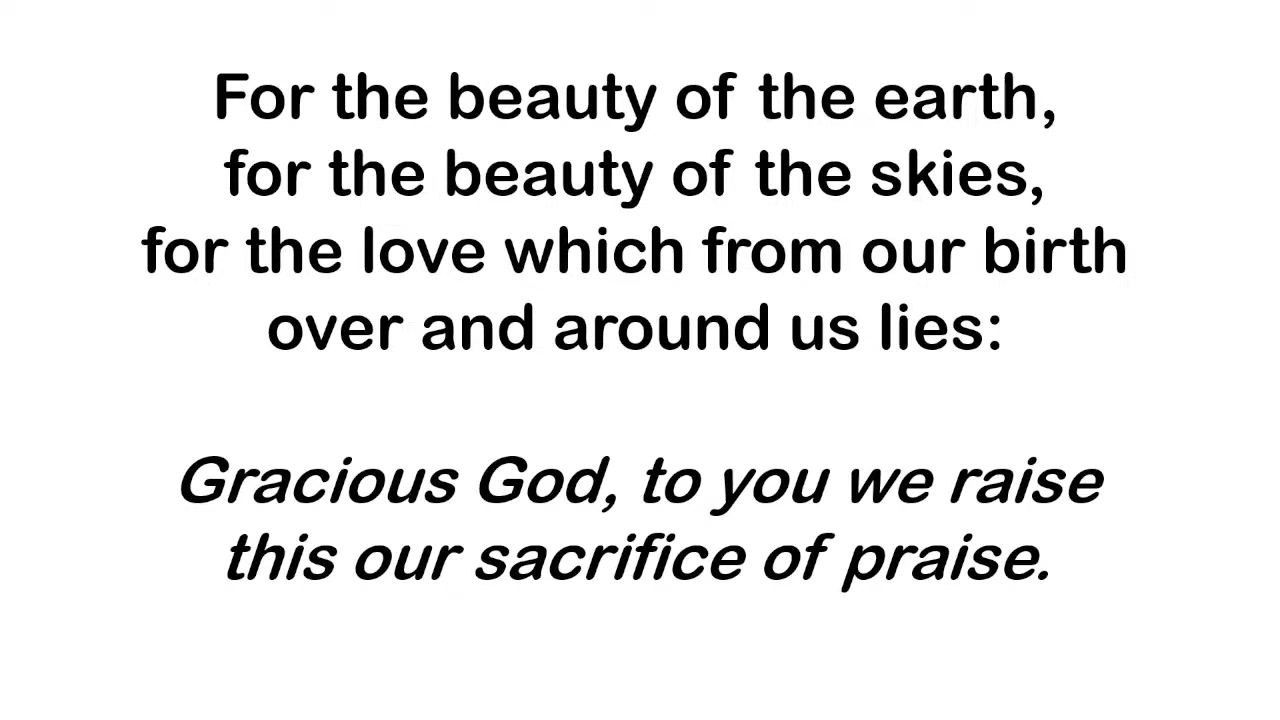 For the beauty of the earth,
for the beauty of the skies,
for the love which from our birth
over and around us lies:
Gracious God, to you we raise
this our sacrifice of praise.